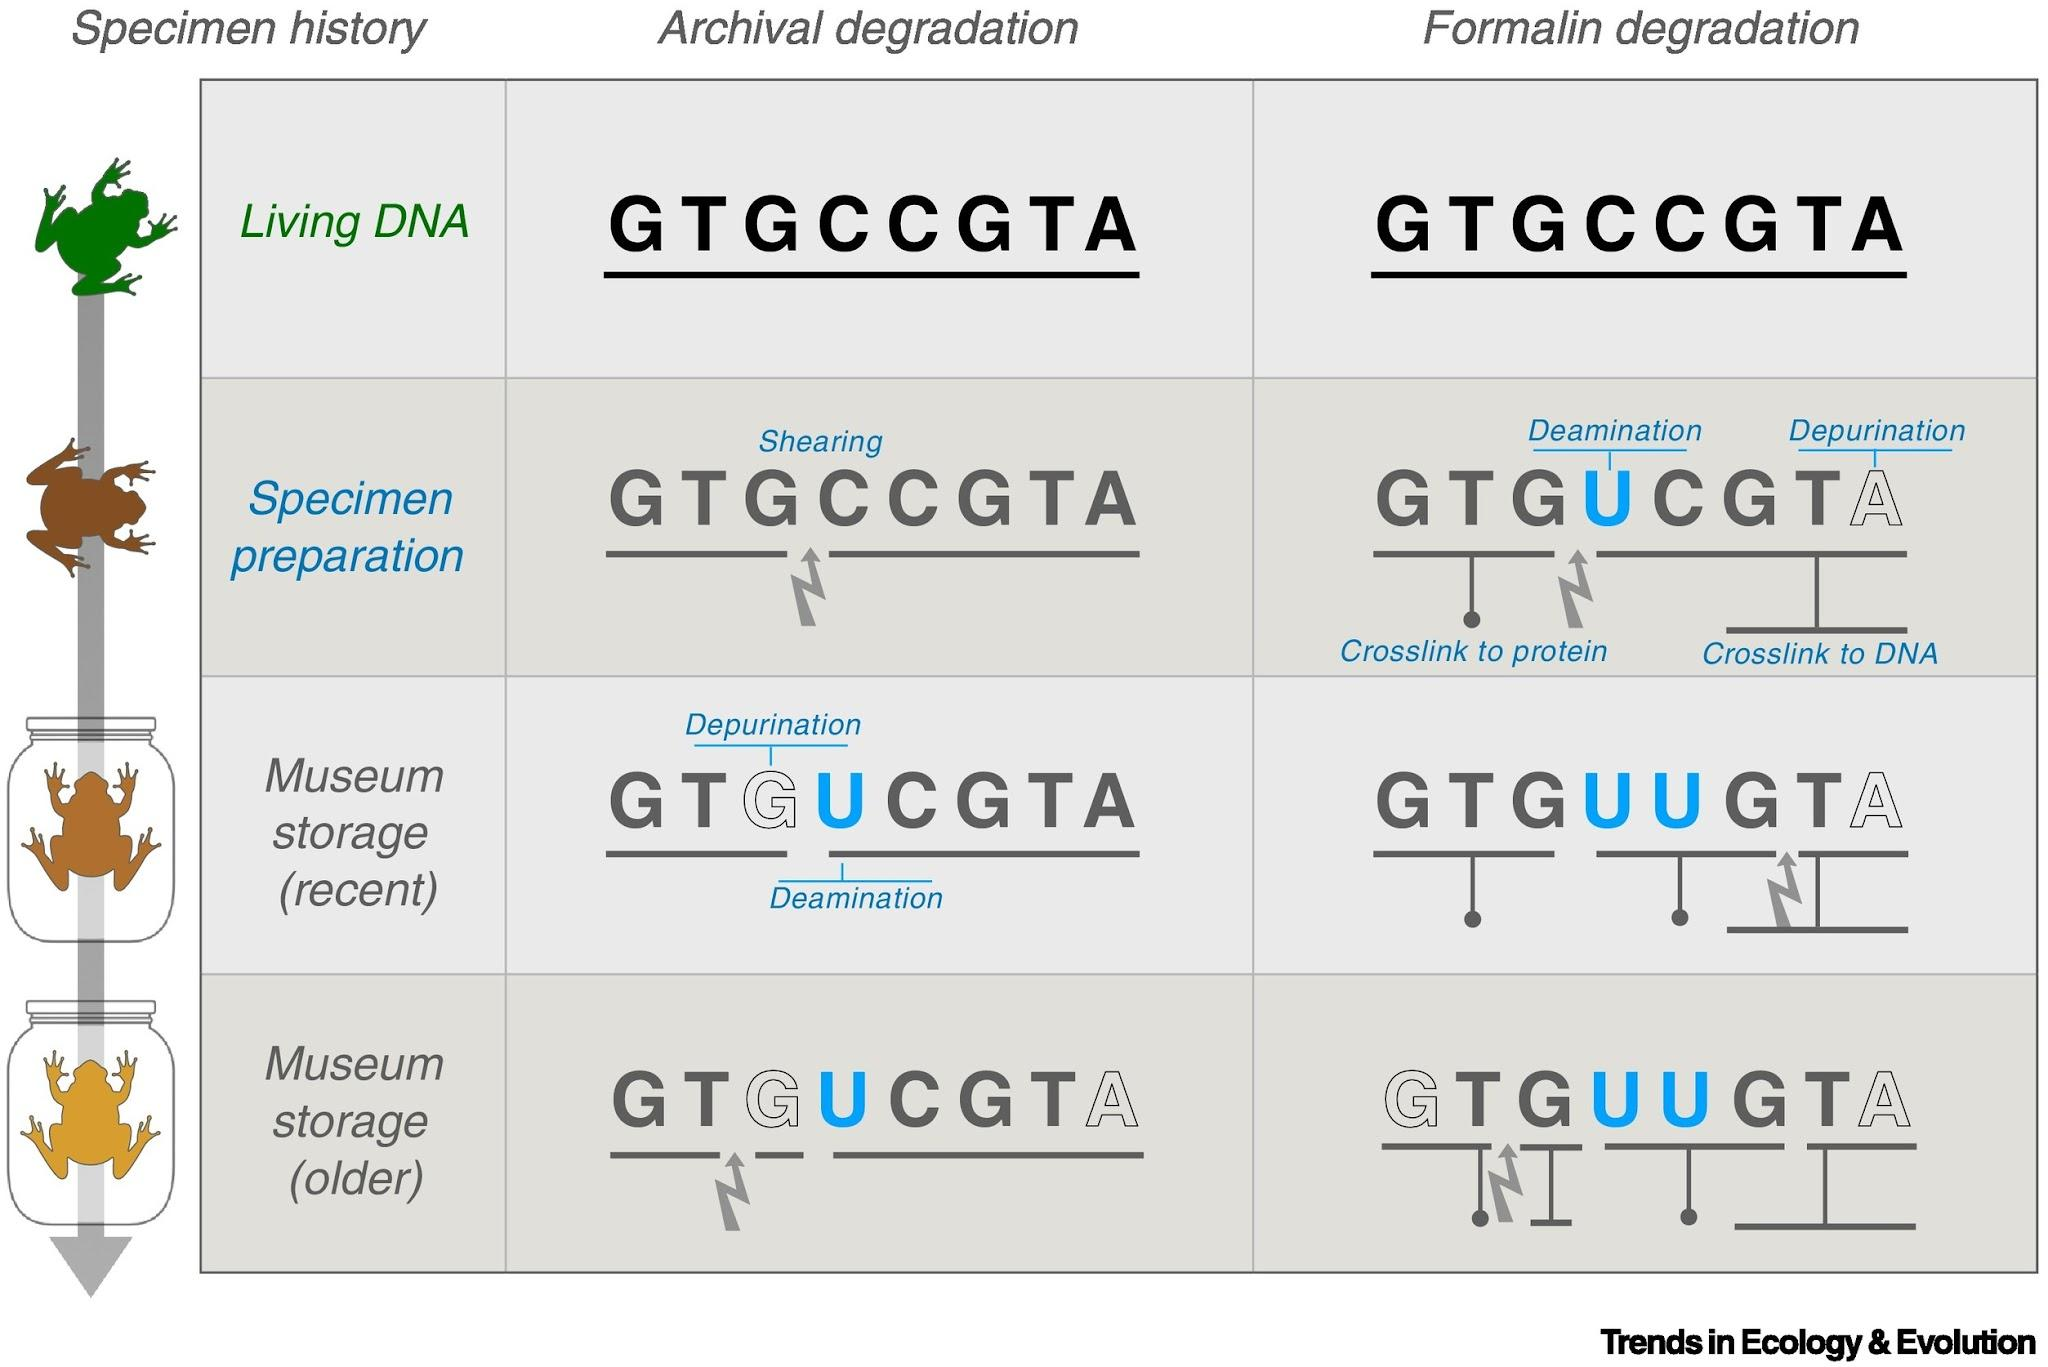 Specimen history
Archival degradation
Formalin degradation
Living DNA
GTGCCGTA
GTGCCGTA
Specimen
preparation
Shearing
GTGCCGTA
Deamination
Depurination
GTGUCGTA
Crosslink to protein
Crosslink to DNA
Museum
storage
(recent)
Depurination
GTGUCGTA
Deamination
GTGUUGTA
Museum
storage
(older)
GTGUCGTA
GTGUUGTA
Trends in Ecology & Evolution